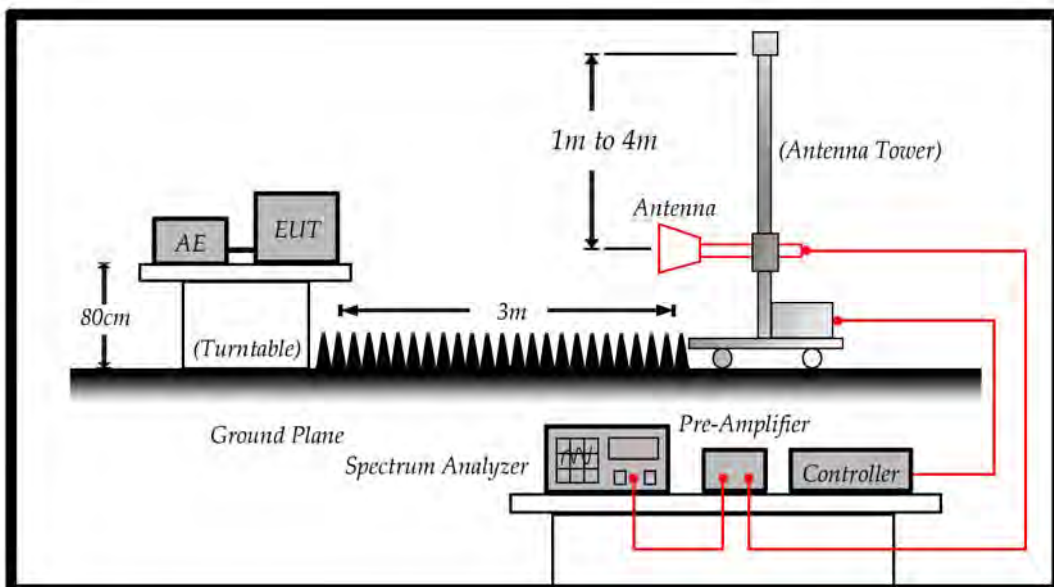 1m to 4m
(Antenna Tower)
Antenna
AE
EUT
80cm
3m
(Turntable)
Ground Plane
Pre-Amplifier
Spectrum Analyzer
Controller